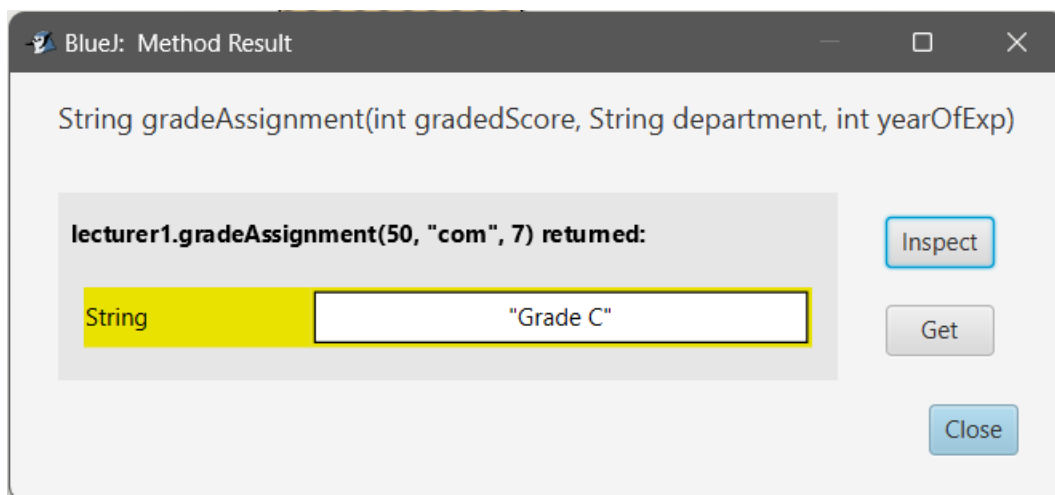 BlueJ: Method Result
String gradeAssignment(int gradedScore, String department, int yearOfExp)
lecturer1.gradeAssignment(50, "com", 7) returned:
Inspect
String "Grade C"
Get
Close